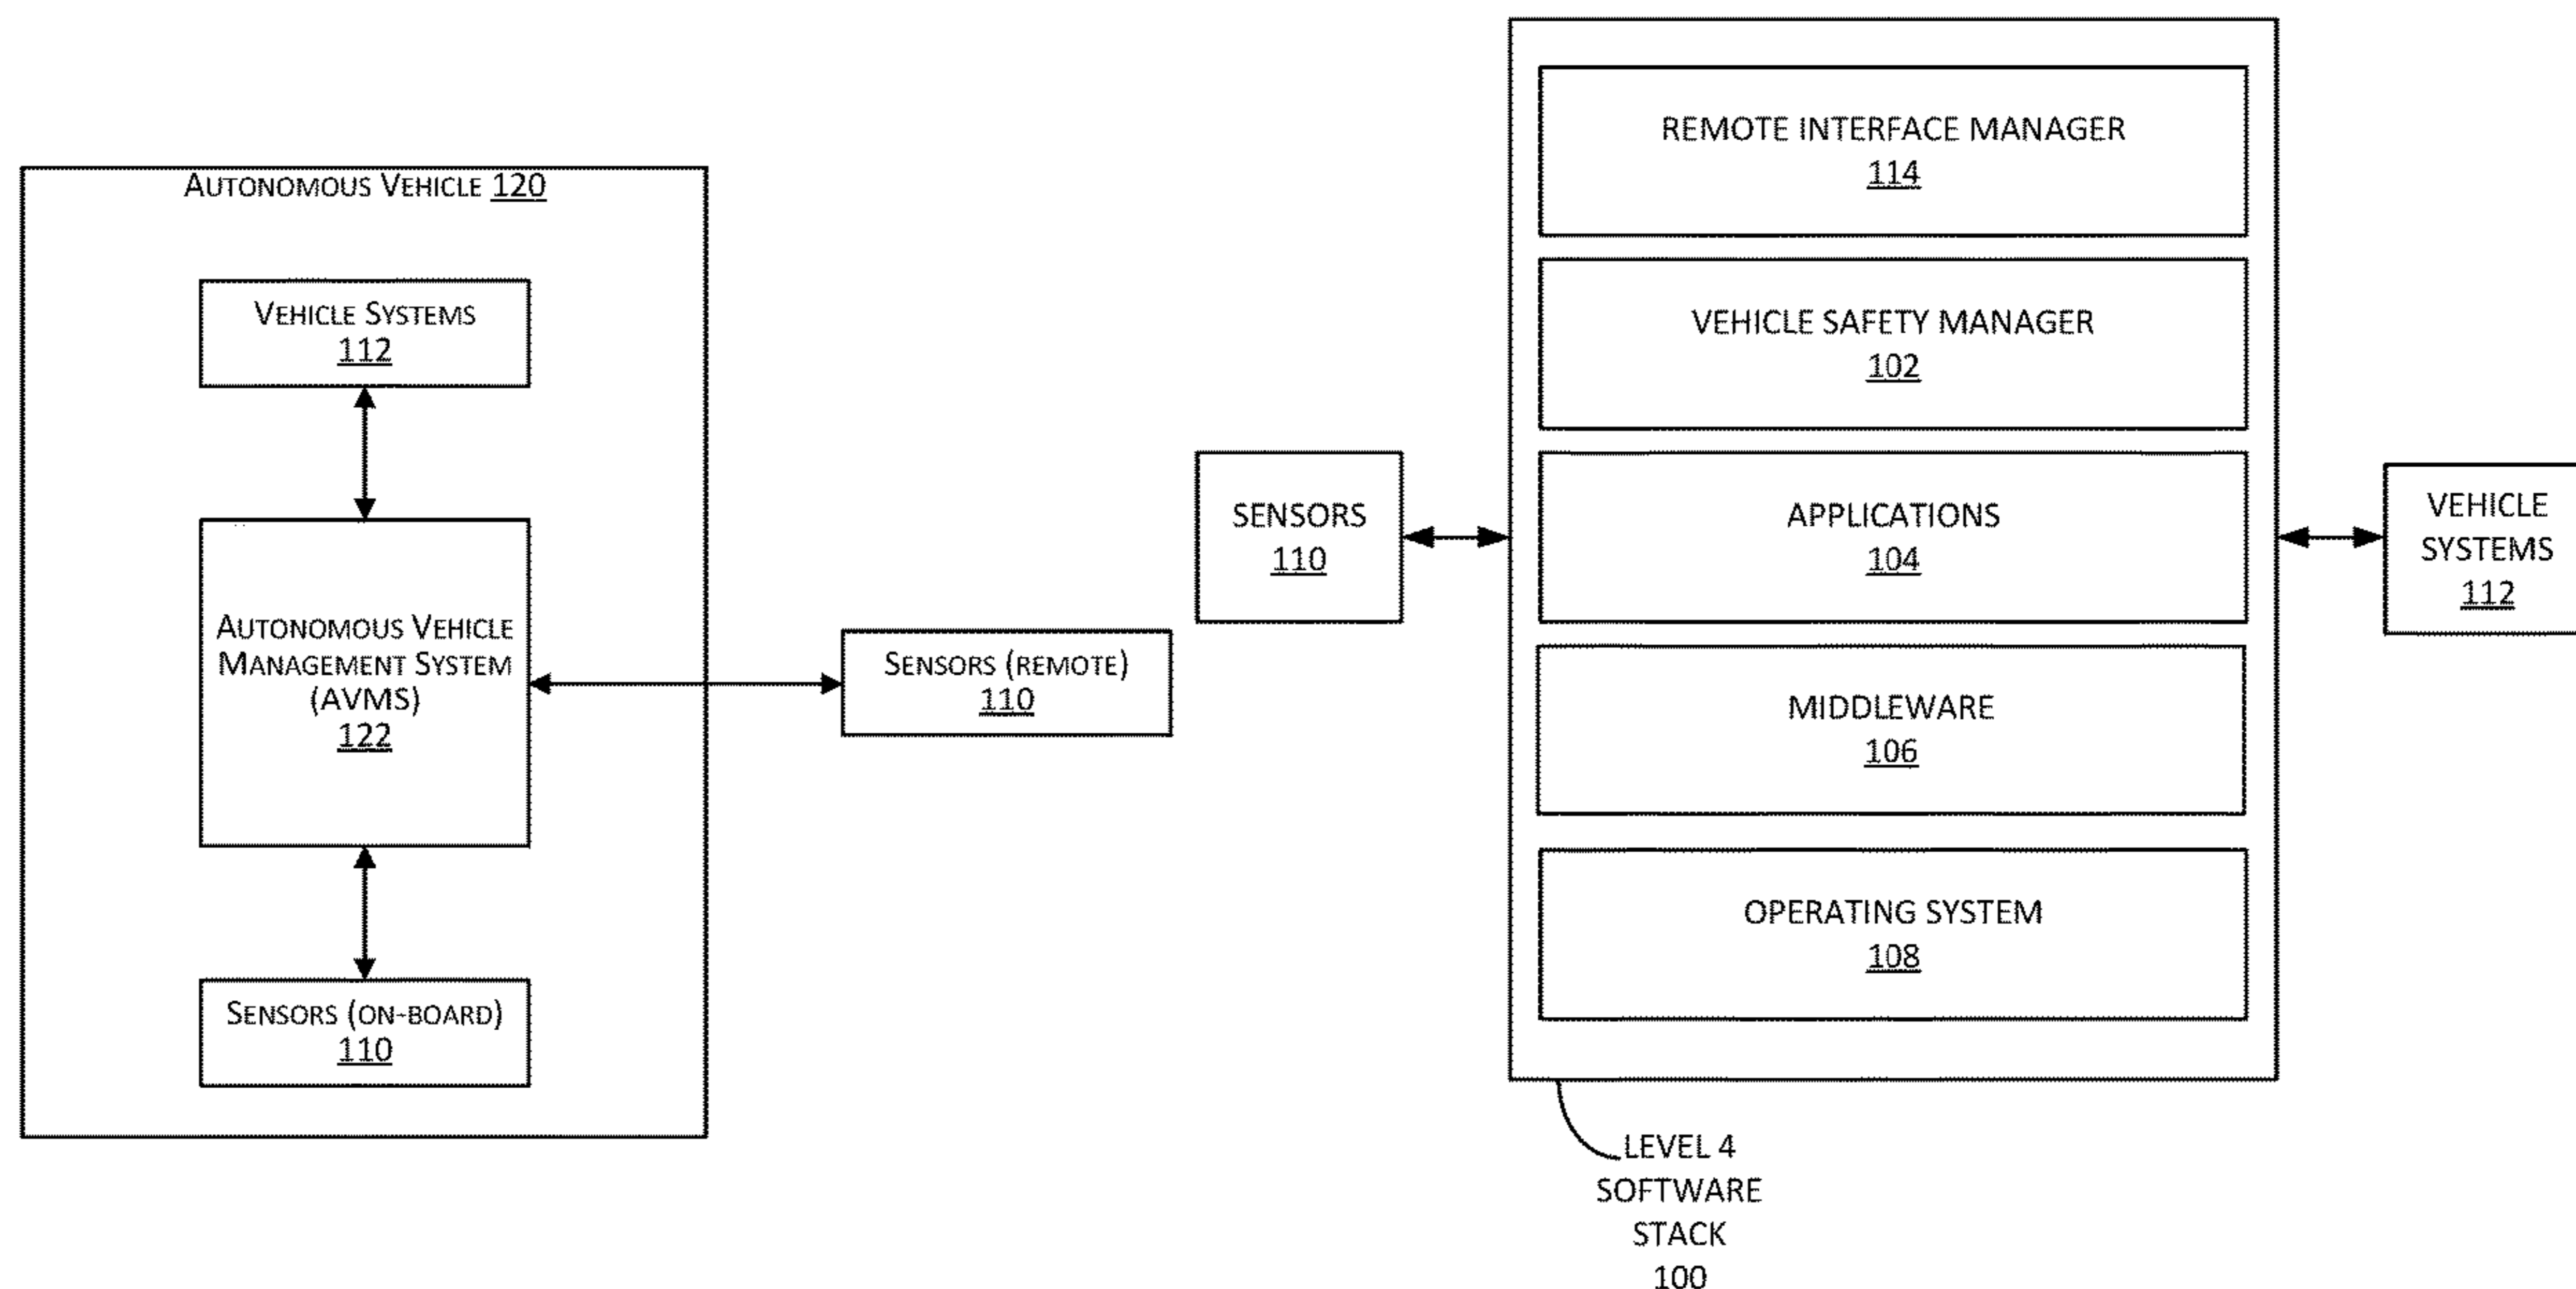 AUTONOMOUS VEHICLE 120
VEHICLE SYSTEMS
112
AUTONOMOUS VEHICLE
MANAGEMENT SYSTEM
(AVMS)
122
SENSORS (ON-BOARD)
110
SENSORS (REMOTE)
110
SENSORS
110
REMOTE INTERFACE MANAGER
114
VEHICLE SAFETY MANAGER
102
APPLICATIONS
104
MIDDLEWARE
106
OPERATING SYSTEM
108
VEHICLE
SYSTEMS
112
LEVEL 4
SOFTWARE
STACK
100